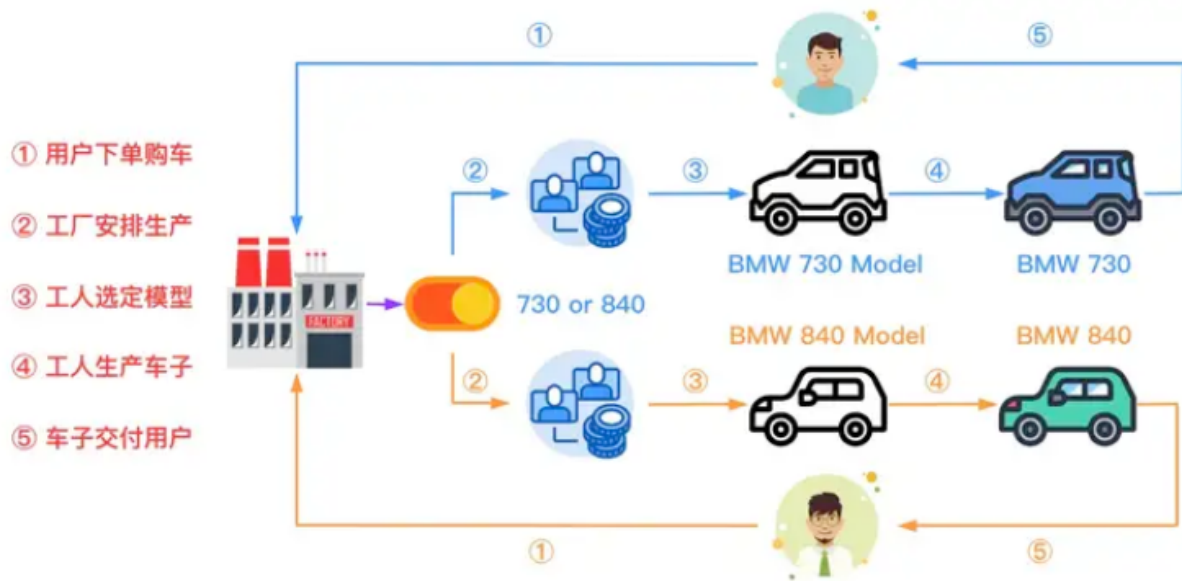 ① 用户下单购车
② 工厂安排生产
③ 工人选定模型
④ 工人生产车子
⑤ 车子交付用户
①
⑤
②
③
④
BMW 730 Model
BMW 730
FACTORY
730 or 840
BMW 840 Model
BMW 840
②
③
④
①
⑤